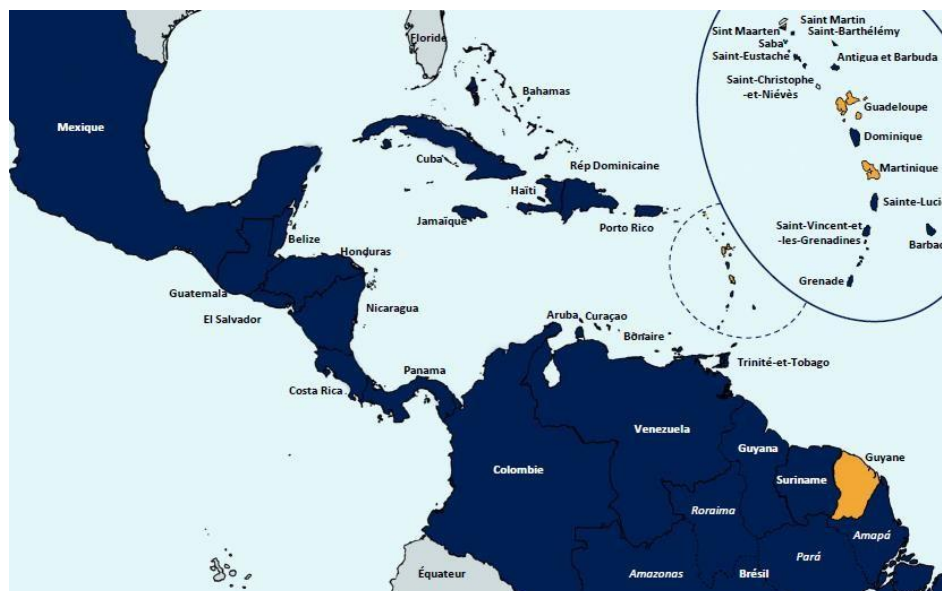 Saint Martin
Sint Maarten
Saint-Barthélémy
Saba
Saint-Eustache
Antigua et Barbuda
Saint-Christophe
-et-Niévès
Guadeloupe
Dominique
Martinique
Sainte-Luci
Saint-Vincent-et
-les-Grenadines
Barbad
Grenade
Floride
Bahamas
Mexique
Cuba
Rép Dominicaine
Haïti
Jamaïque
Porto Rico
Belize
Honduras
Guatemala
Nicaragua
El Salvador
Aruba
Curaçao
Bonaire
Trinité-et-Tobago
Panama
Costa Rica
Venezuela
Guyana
Guyane
Colombie
Suriname
Roraima
Amapá
Pará
Équateur
Amazonas
Brésil